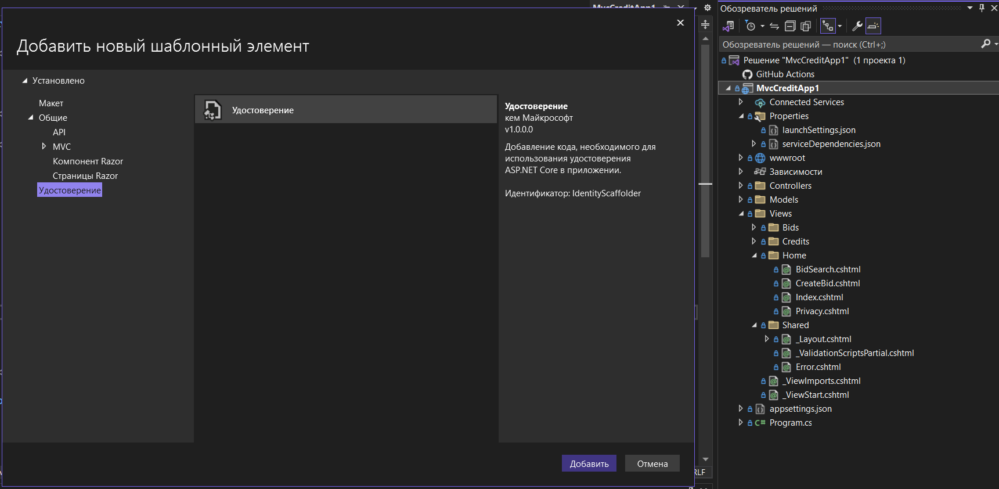 MvcCreditApp1
Добавить новый шаблонный элемент
Установлено
Макет
Общие
API
MVC
Компонент Razor
Страницы Razor
Удостоверение
Удостоверение
Удостоверение
кем Майкрософт
v1.0.0.0
Добавление кода, необходимого для
использования удостоверения
ASP.NET Core в приложении.
Идентификатор: IdentityScaffolder
Добавить
Отмена
RLF
Обозреватель решений
Обозреватель решений — поиск (Ctrl+;)
Решение "MvcCreditApp1" (1 проекта 1)
GitHub Actions
MvcCreditApp1
Connected Services
Properties
launchSettings.json
serviceDependencies.json
wwwroot
Зависимости
Controllers
Models
Views
Bids
Credits
Home
BidSearch.cshtml
CreateBid.cshtml
Index.cshtml
Privacy.cshtml
Shared
_Layout.cshtml
_ValidationScriptsPartial.cshtml
Error.cshtml
_ViewImports.cshtml
_ViewStart.cshtml
appsettings.json
C# Program.cs